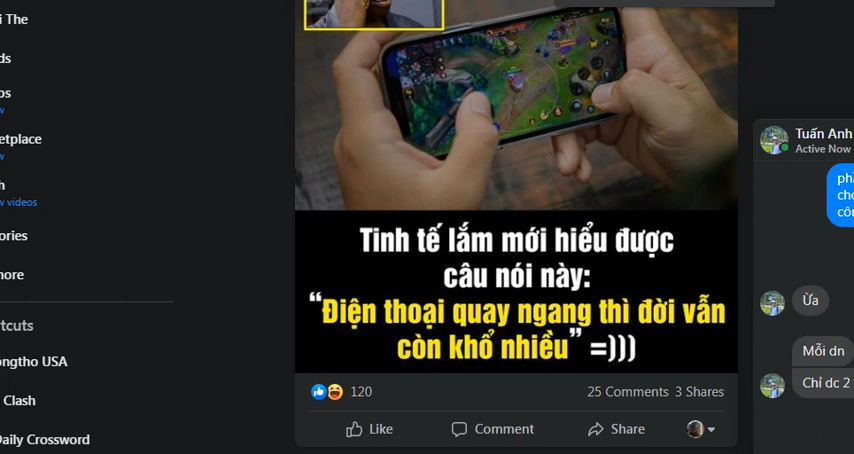 i The
ds
ps
w
etplace
w
h
w videos
ories
nore
tcuts
ongtho USA
Clash
Daily Crossword
Tinh tế lắm mới hiểu được
câu nói này:
“Điện thoại quay ngang thì đời vẫn
còn khổ nhiều” =)))
120
25 Comments 3 Shares
Like
Comment
Share
Tuấn Anh
Active Now
Ừa
Mỗi dn
Chỉ dc 2